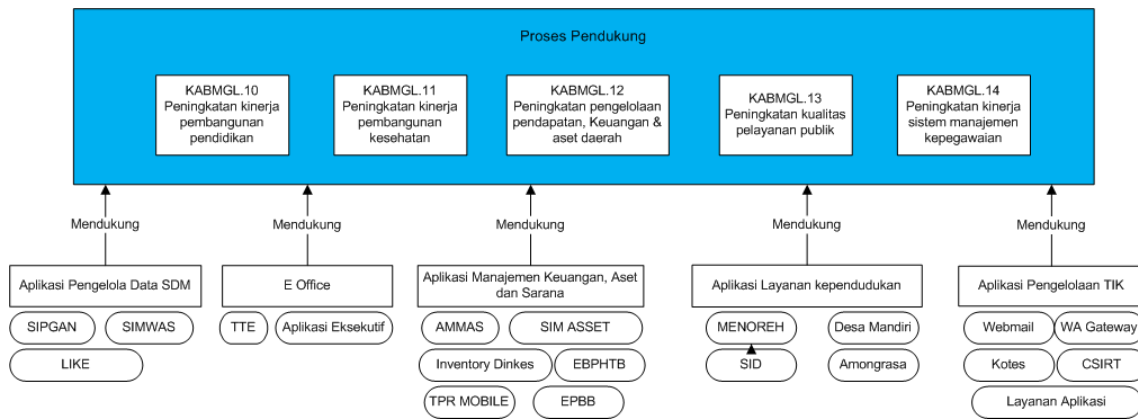 Proses Pendukung
KABMGL.10
Peningkatan kinerja
pembangunan
pendidikan
KABMGL.11
Peningkatan kinerja
pembangunan
kesehatan
KABMGL.12
Peningkatan pengelolaan
pendapatan, Keuangan &
aset daerah
KABMGL.13
Peningkatan kualitas
pelayanan publik
KABMGL.14
Peningkatan kinerja
sistem manajemen
kepegawaian
Mendukung
Mendukung
Mendukung
Mendukung
Mendukung
Aplikasi Pengelola Data SDM
SIPGAN
SIMWAS
LIKE
E Office
TTE
Aplikasi Eksekutif
Aplikasi Manajemen Keuangan, Aset
dan Sarana
AMMAS
SIM ASSET
Inventory Dinkes
EBPHTB
TPR MOBILE
EPBB
Aplikasi Layanan kependudukan
MENOREH
Desa Mandiri
SID
Amongrasa
Aplikasi Pengelolaan TIK
Webmail
WA Gateway
Kotes
CSIRT
Layanan Aplikasi